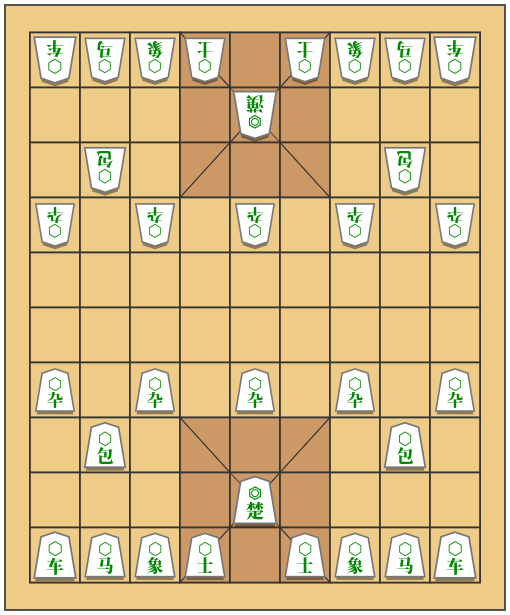 车 马 象 士 士 象 马 车
漢
包 包
卒 卒 卒 卒 卒
卒 卒 卒 卒 卒
包 包
楚
车 马 象 士 士 象 马 车